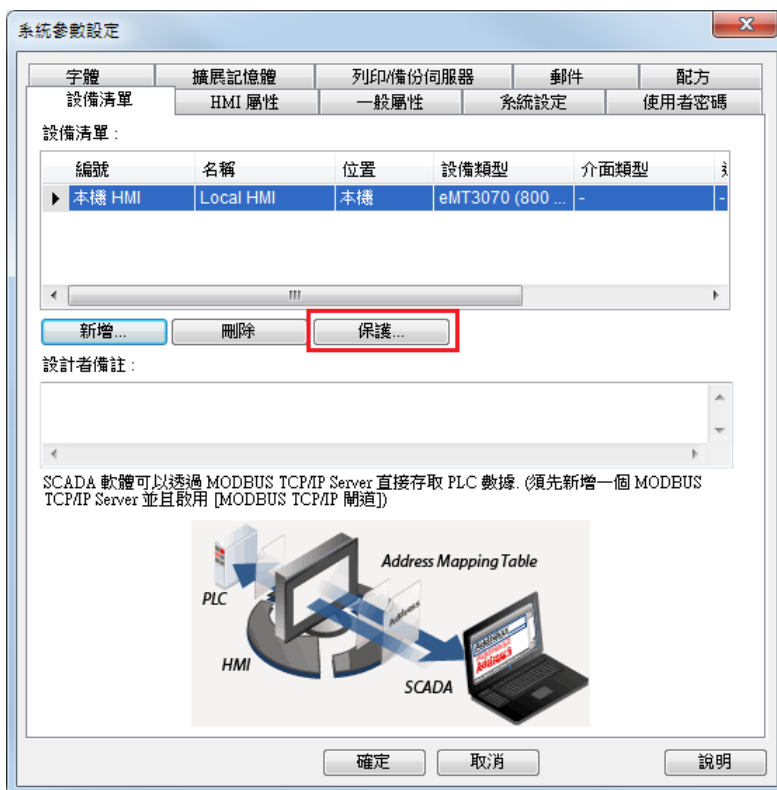 系統參數設定
字體 擴展記憶體 列印/備份伺服器 郵件 配方
設備清單 HMI 屬性 一般屬性 系統設定 使用者密碼
設備清單 :
編號 名稱 位置 設備類型 介面類型
本機 HMI Local HMI 本機 eMT3070 (800 ... - -
新增... 刪除 保護...
設計者備註 :
SCADA 軟體可以透過 MODBUS TCP/IP Server 直接存取 PLC 數據. (須先新增一個 MODBUS
TCP/IP Server 並且啟用 [MODBUS TCP/IP 閘道])
Address Mapping Table
PLC
Address
HMI
SCADA
確定 取消 說明